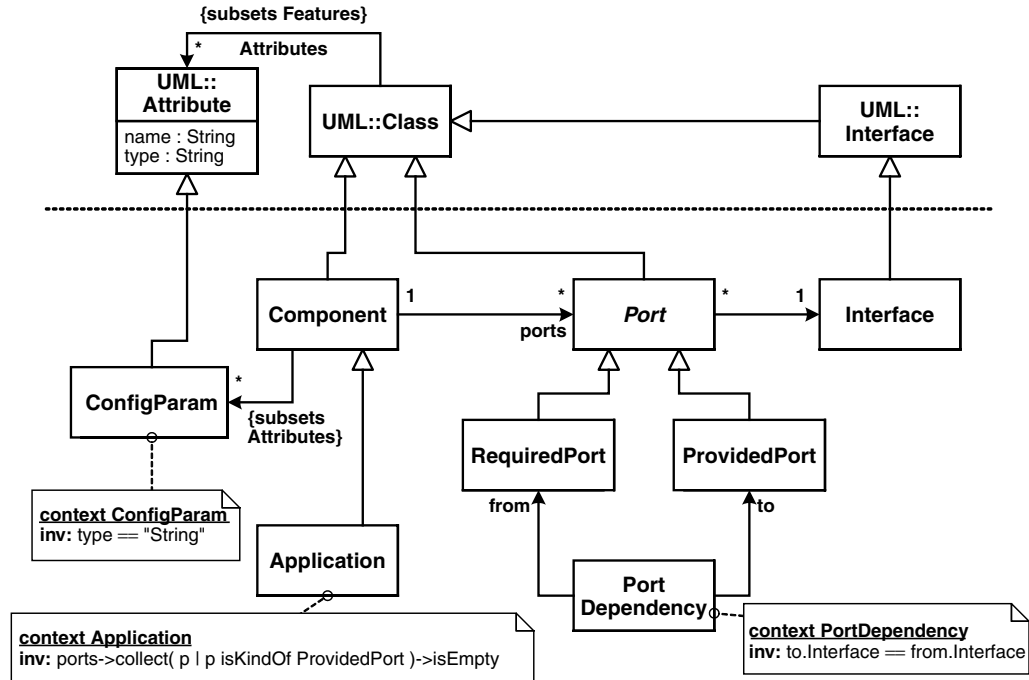 {subsets Features}
*
Attributes
UML::
Attribute
name : String
type : String
UML::Class
UML::
Interface
Component
1
*
ports
Port
*
1
Interface
ConfigParam
*
{subsets
Attributes}
RequiredPort
ProvidedPort
from
to
context ConfigParam
inv: type == "String"
Application
Port
Dependency
context Application
inv: ports->collect( p | p isKindOf ProvidedPort )->isEmpty
context PortDependency
inv: to.Interface == from.Interface